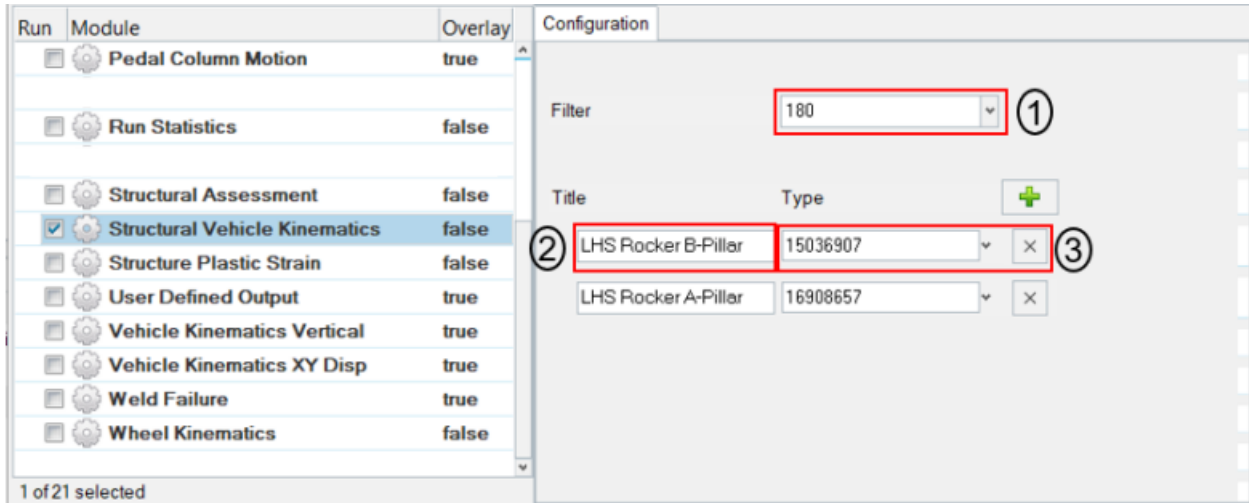 Run Module Overlay
Pedal Column Motion true
Run Statistics false
Structural Assessment false
Structural Vehicle Kinematics false
Structure Plastic Strain false
User Defined Output true
Vehicle Kinematics Vertical true
Vehicle Kinematics XY Disp true
Weld Failure true
Wheel Kinematics false
1 of 21 selected
Configuration
Filter 180 1
Title Type
2 LHS Rocker B-Pillar 15036907 3
LHS Rocker A-Pillar 16908657